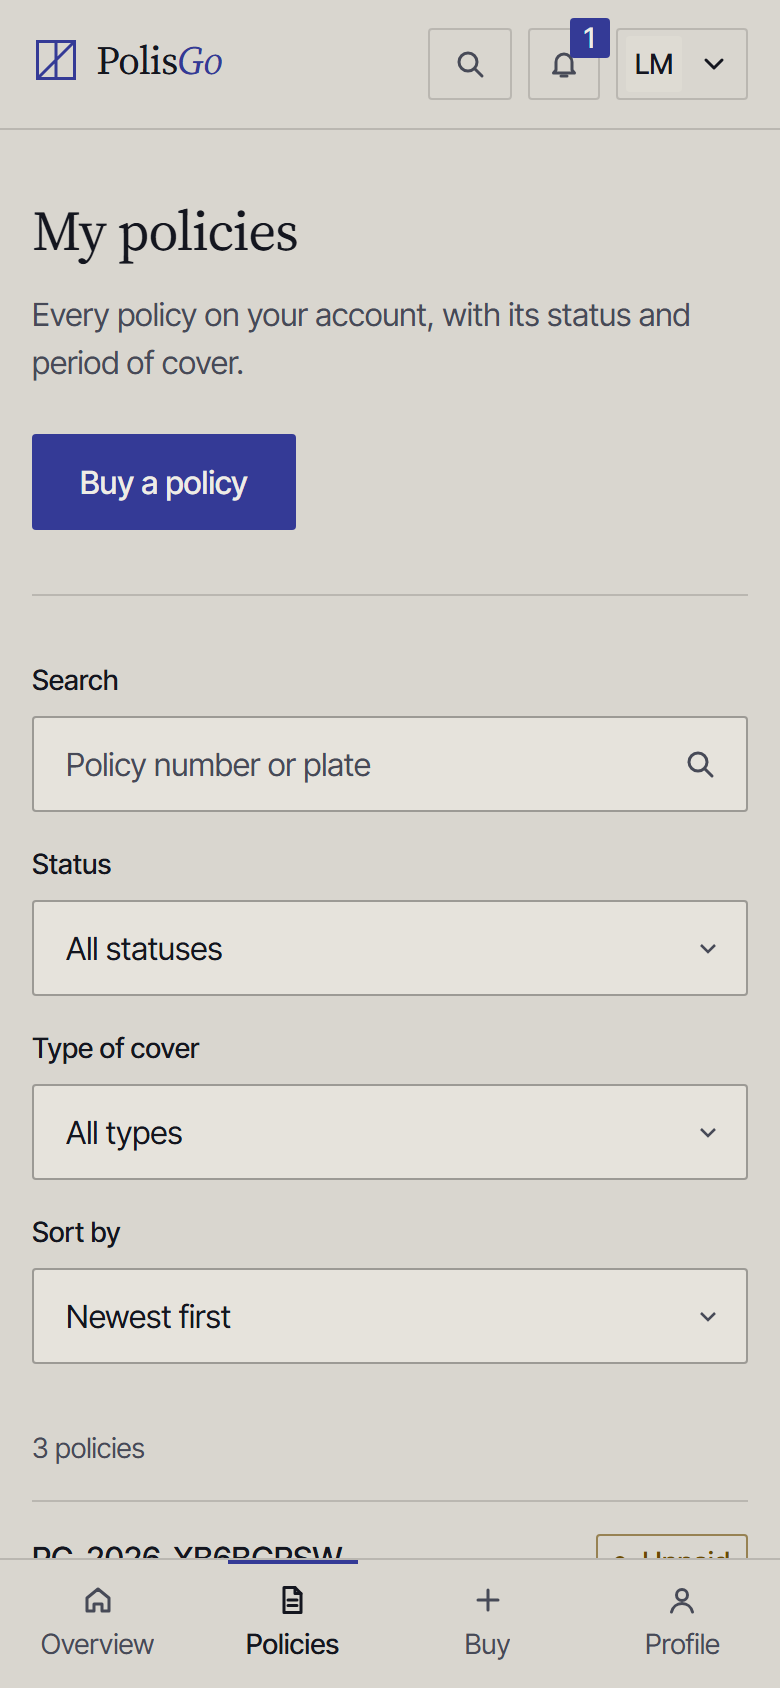 PolisGo
1
LM
My policies
Every policy on your account, with its status and
period of cover.
Buy a policy
Search
Policy number or plate
Status
All statuses
Type of cover
All types
Sort by
Newest first
3 policies
Unpaid
Overview
Policies
Buy
Profile